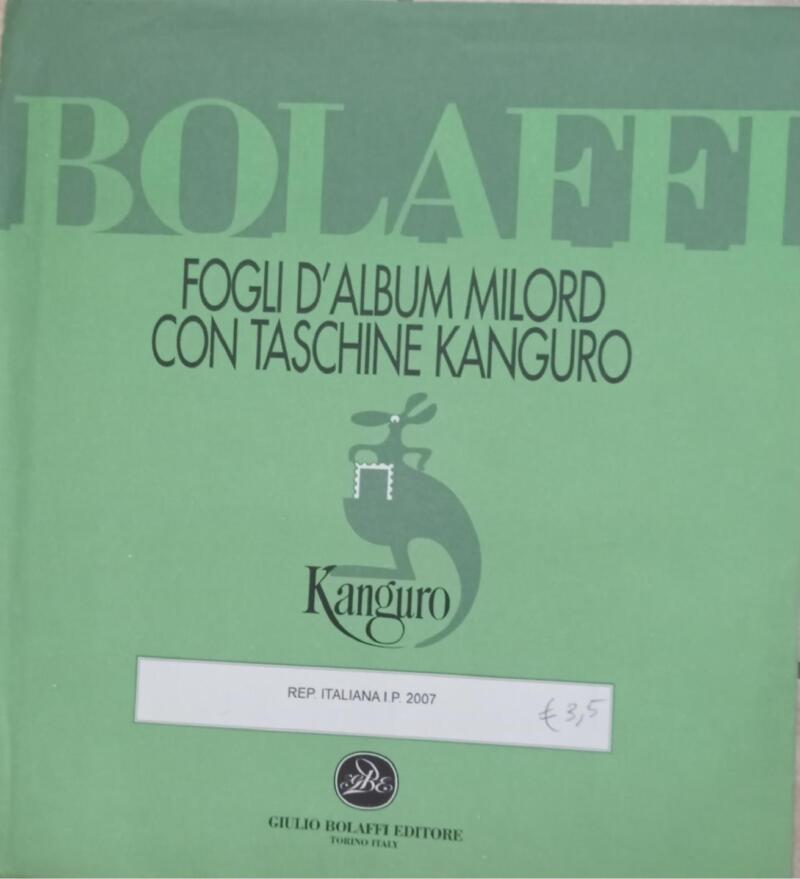 BOLAFFI
FOGLI D'ALBUM MILORD
CON TASCHINE KANGURO
Kanguro
REP. ITALIANA I.P. 2007
€ 3,5
GBE
GIULIO BOLAFFI EDITORE
TORINO ITALY